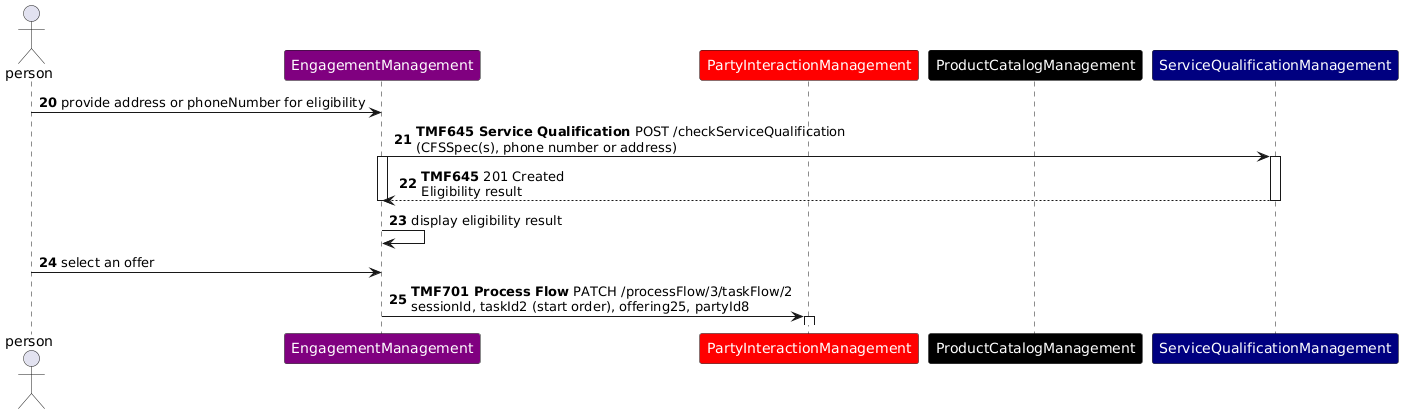 person
EngagementManagement
PartyInteractionManagement
ProductCatalogManagement
ServiceQualificationManagement
20 provide address or phoneNumber for eligibility
21 TMF645 Service Qualification POST /checkServiceQualification
(CFSSpec(s), phone number or address)
22 TMF645 201 Created
Eligibility result
23 display eligibility result
24 select an offer
25 TMF701 Process Flow PATCH /processFlow/3/taskFlow/2
sessionId, taskId2 (start order), offering25, partyId8
person
EngagementManagement
PartyInteractionManagement
ProductCatalogManagement
ServiceQualificationManagement